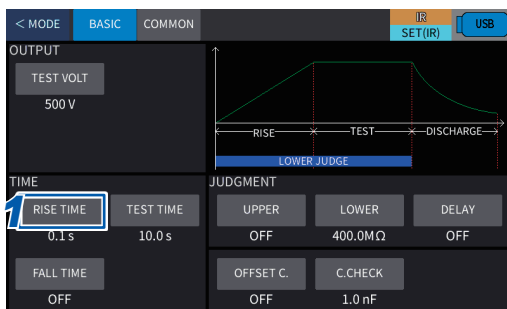 < MODE BASIC COMMON IR SET(IR) USB
OUTPUT
TEST VOLT
500 V
RISE TEST DISCHARGE
LOWER JUDGE
TIME JUDGMENT
1 RISE TIME TEST TIME UPPER LOWER DELAY
0.1 s 10.0 s OFF 400.0MΩ OFF
FALL TIME OFFSET C. C.CHECK
OFF OFF 1.0 nF